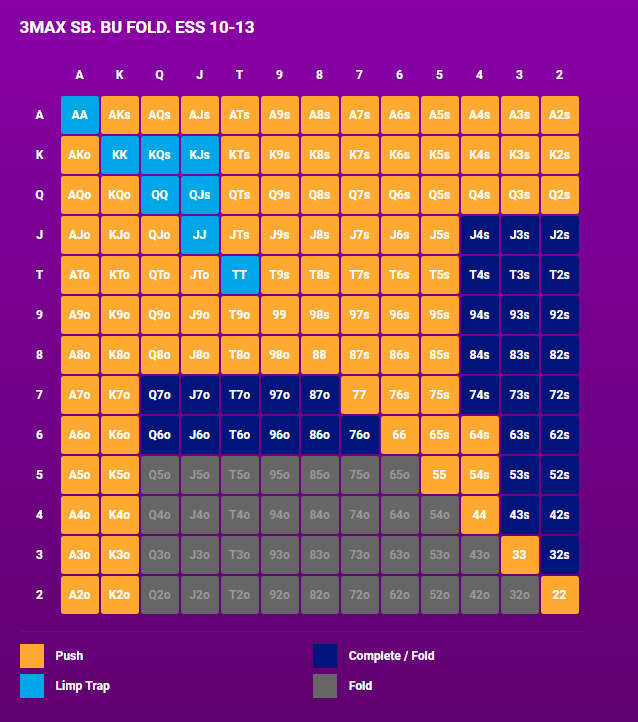 3MAX SB. BU FOLD. ESS 10-13
A K Q J T 9 8 7 6 5 4 3 2
A AA AKs AQs AJs ATs A9s A8s A7s A6s A5s A4s A3s A2s
K AKo KK KQs KJs KTs K9s K8s K7s K6s K5s K4s K3s K2s
Q AQo KQo QQ QJs QTs Q9s Q8s Q7s Q6s Q5s Q4s Q3s Q2s
J AJo KJo QJo JJ JTs J9s J8s J7s J6s J5s J4s J3s J2s
T ATo KTo QTo JTo TT T9s T8s T7s T6s T5s T4s T3s T2s
9 A9o K9o Q9o J9o T9o 99 98s 97s 96s 95s 94s 93s 92s
8 A8o K8o Q8o J8o T8o 98o 88 87s 86s 85s 84s 83s 82s
7 A7o K7o Q7o J7o T7o 97o 87o 77 76s 75s 74s 73s 72s
6 A6o K6o Q6o J6o T6o 96o 86o 76o 66 65s 64s 63s 62s
5 A5o K5o Q5o J5o T5o 95o 85o 75o 65o 55 54s 53s 52s
4 A4o K4o Q4o J4o T4o 94o 84o 74o 64o 54o 44 43s 42s
3 A3o K3o Q3o J3o T3o 93o 83o 73o 63o 53o 43o 33 32s
2 A2o K2o Q2o J2o T2o 92o 82o 72o 62o 52o 42o 32o 22
Push Complete / Fold
Limp Trap Fold